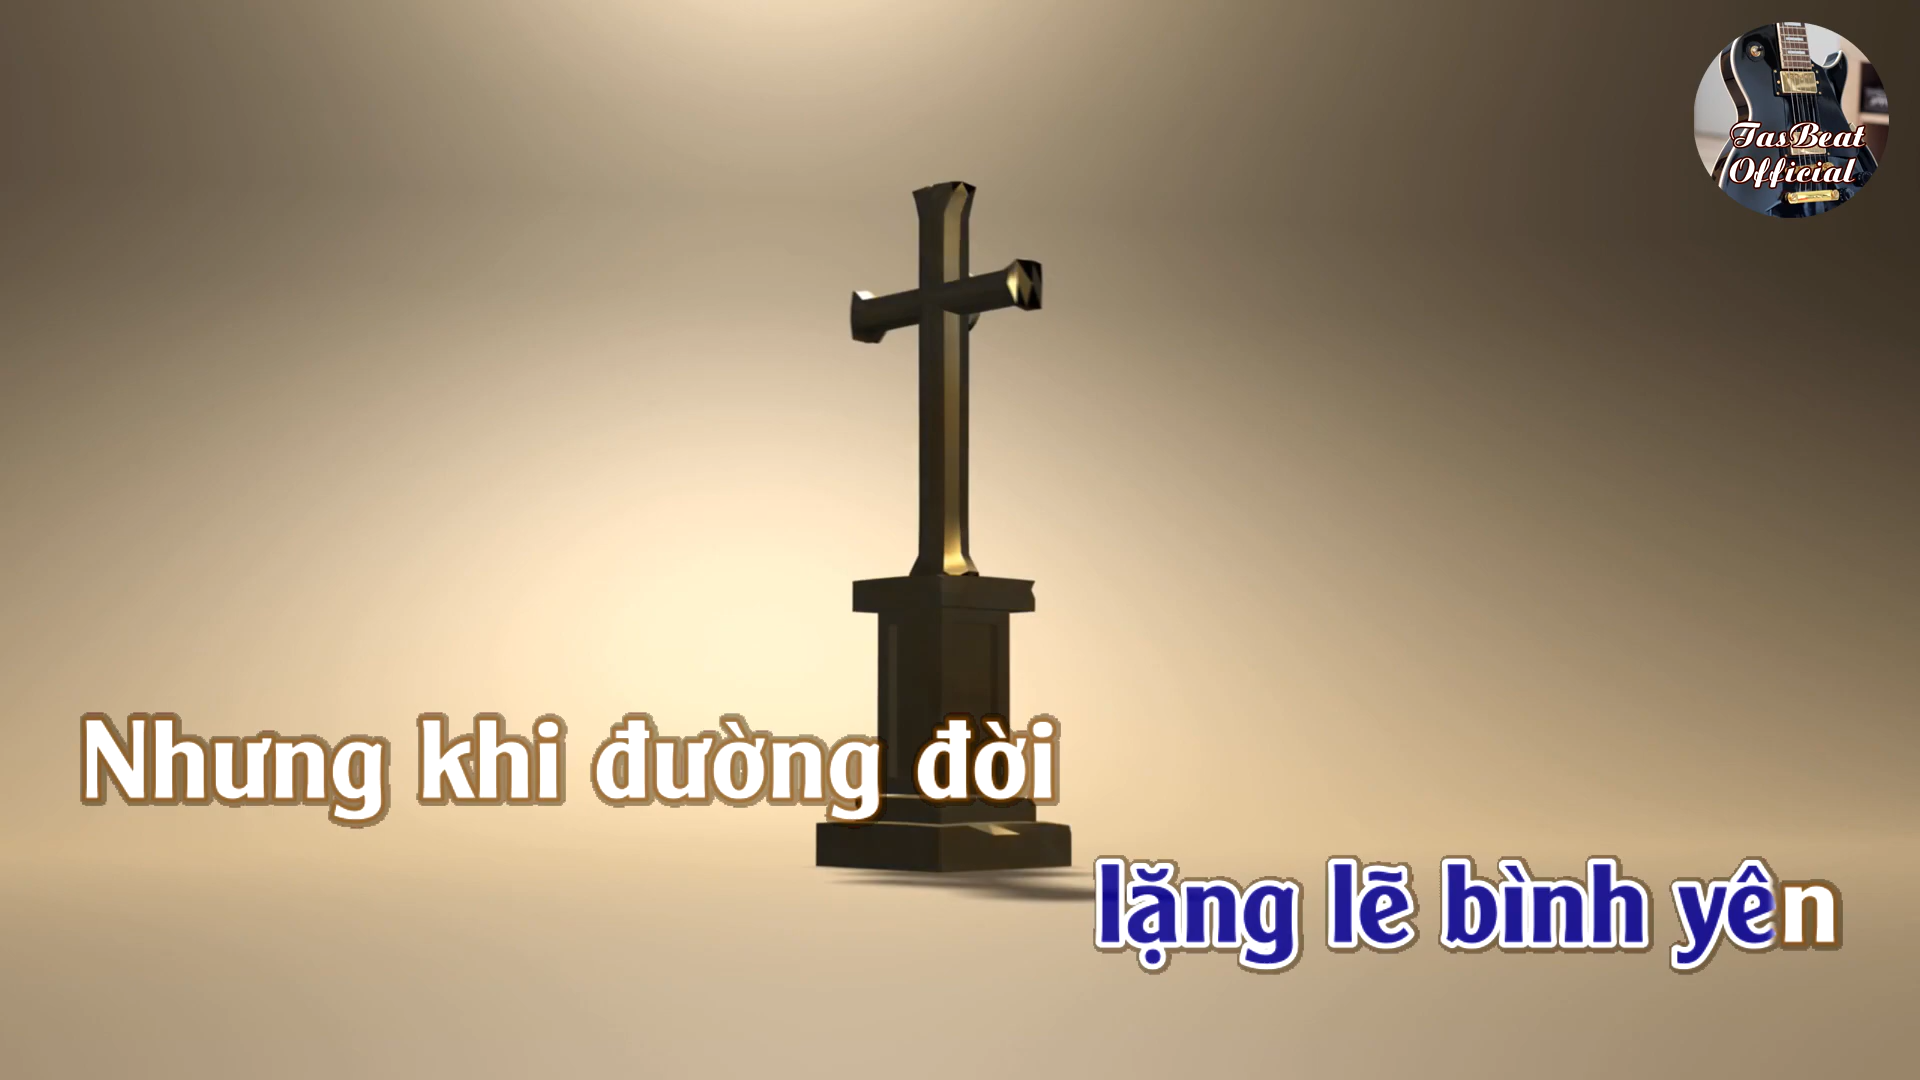 TasBeat
Official
Nhưng khi đường đời
lặng lẽ bình yên